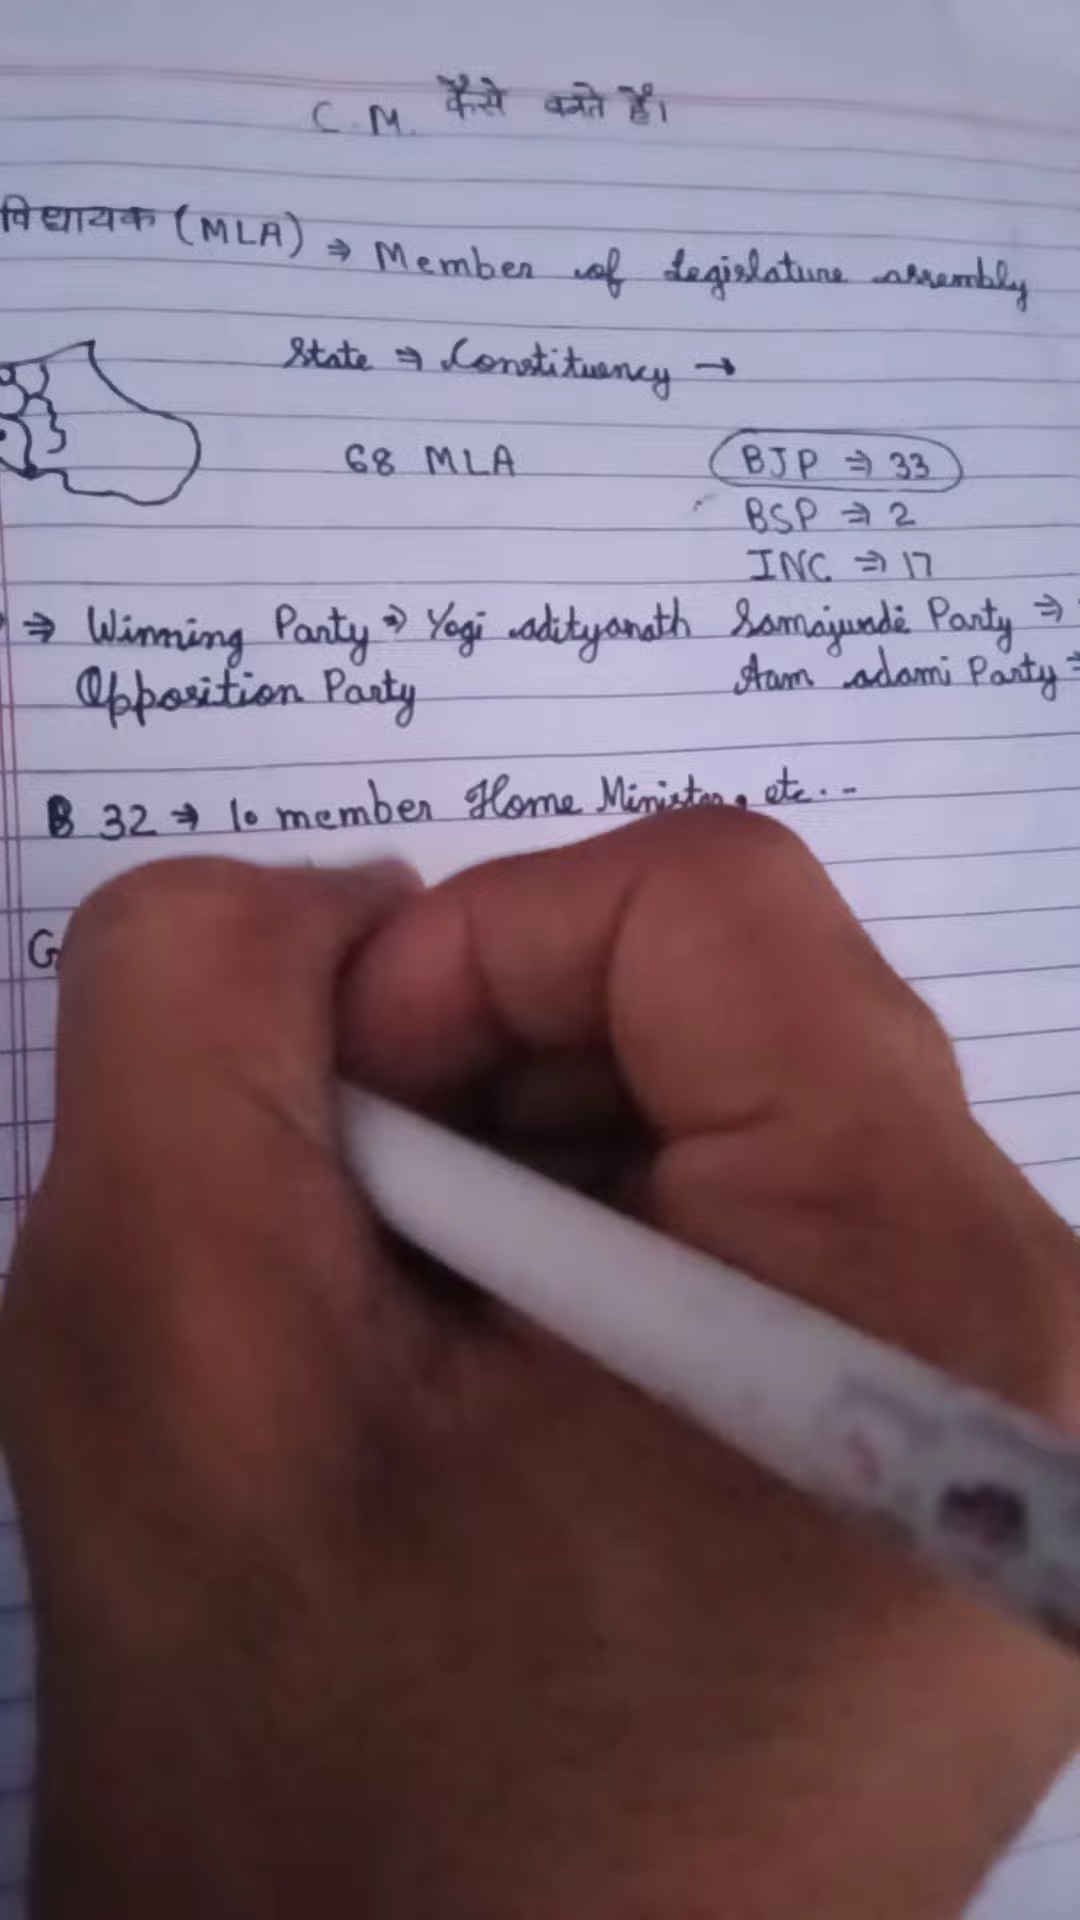 C.M. कैसे बनते हैं।
विधायक (MLA) ⇒ Member of Legislature assembly
State ⇒ Constituency →
68 MLA
BJP ⇒ 33
BSP ⇒ 2
INC ⇒ 17
⇒ Winning Party ⇒ Yogi adityanath
Samajwadi Party ⇒
Opposition Party
Aam adami Party ⇒
B 32 ⇒ 10 member Home Minister, etc...
G